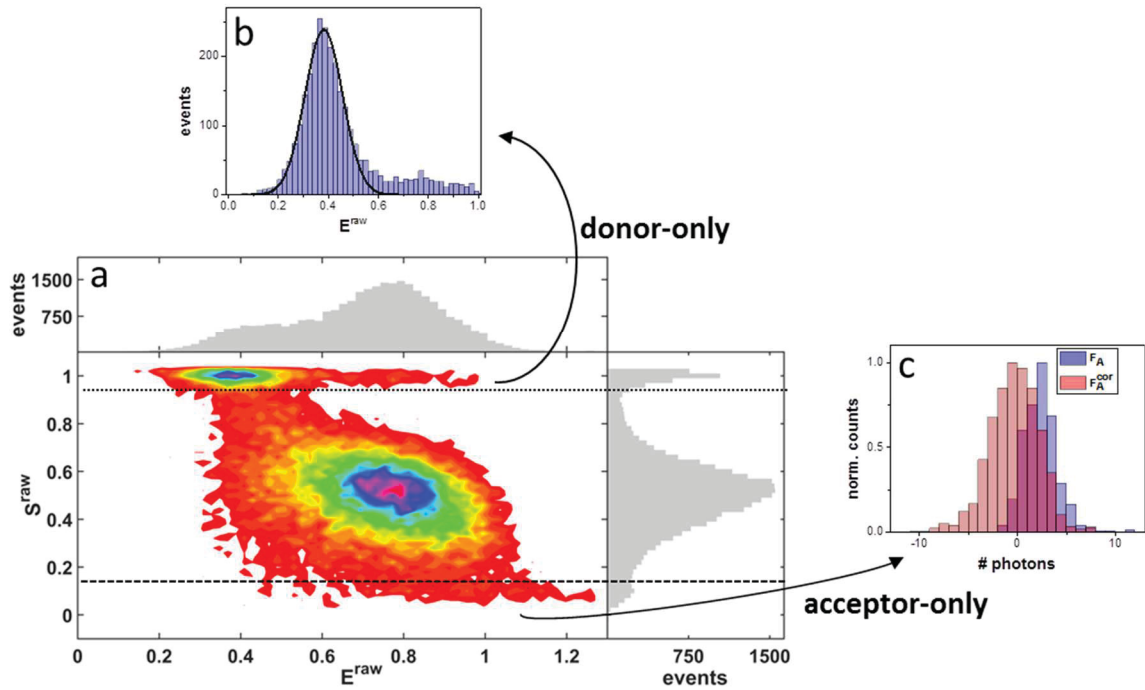 b
200
100
0
events
0.0 0.2 0.4 0.6 0.8 1.0
E^raw
donor-only
a
1500
750
events
1
0.8
0.6
0.4
0.2
0
S^raw
0 0.2 0.4 0.6 0.8 1 1.2
E^raw
750 1500
events
acceptor-only
c
F_A
F_A^cor
1.0
0.5
0.0
norm. counts
-10 0 10
# photons